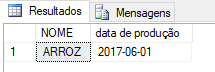 Resultados Mensagens
NOME data de produção
1 ARROZ 2017-06-01